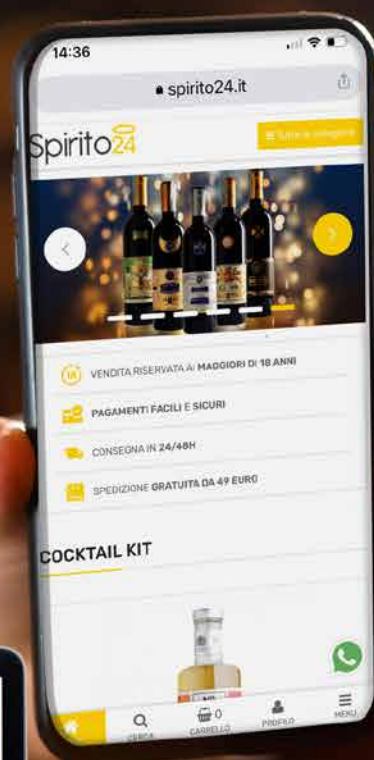 14:36
spirito24.it
Spirito24
Tutte le categorie
VENDITA RISERVATA AI MAGGIORI DI 18 ANNI
PAGAMENTI FACILI E SICURI
CONSEGNA IN 24/48H
SPEDIZIONE GRATUITA DA 49 EURO
COCKTAIL KIT
CERCA
0
CARRELLO
PROFILO
MENU